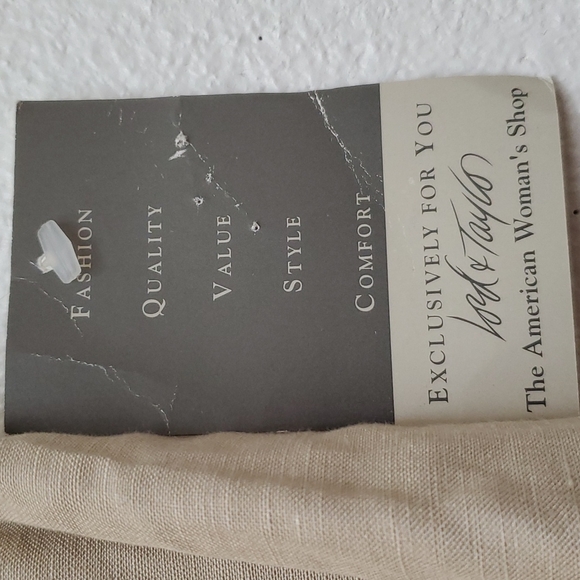 FASHION
QUALITY
VALUE
STYLE
COMFORT
EXCLUSIVELY FOR YOU
Lord & Taylor
The American Woman's Shop